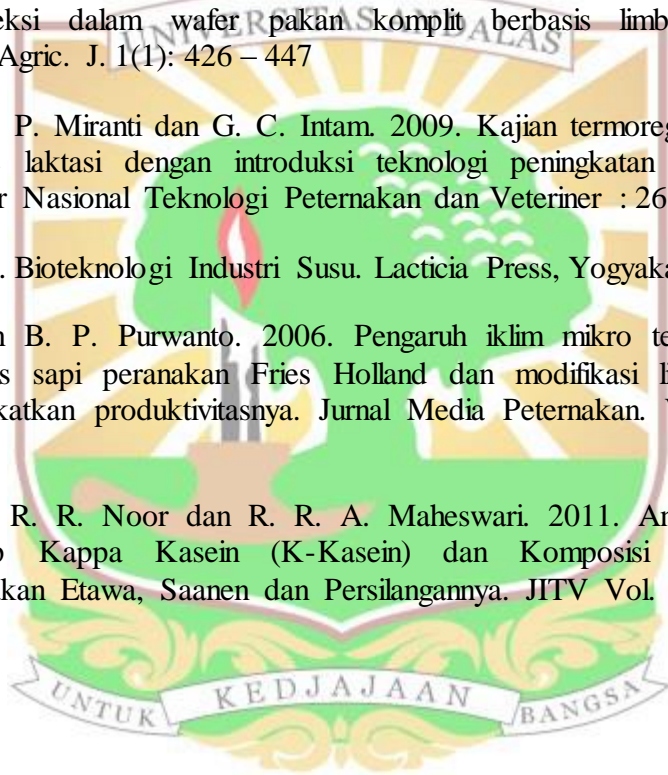 eksi dalam wafer pakan komplit berbasis limb
UNIVERSITAS ANDALAS
Agric. J. 1(1): 426 – 447
P. Miranti dan G. C. Intam. 2009. Kajian termoreg
laktasi dengan introduksi teknologi peningkatan
r Nasional Teknologi Peternakan dan Veteriner : 26
. Bioteknologi Industri Susu. Lacticia Press, Yogyaka
n B. P. Purwanto. 2006. Pengaruh iklim mikro te
s sapi peranakan Fries Holland dan modifikasi l
katkan produktivitasnya. Jurnal Media Peternakan. V
R. R. Noor dan R. R. A. Maheswari. 2011. An
p Kappa Kasein (K-Kasein) dan Komposisi
akan Etawa, Saanen dan Persilangannya. JITV Vol.
UNTUK KEDJAJAAN BANGSA